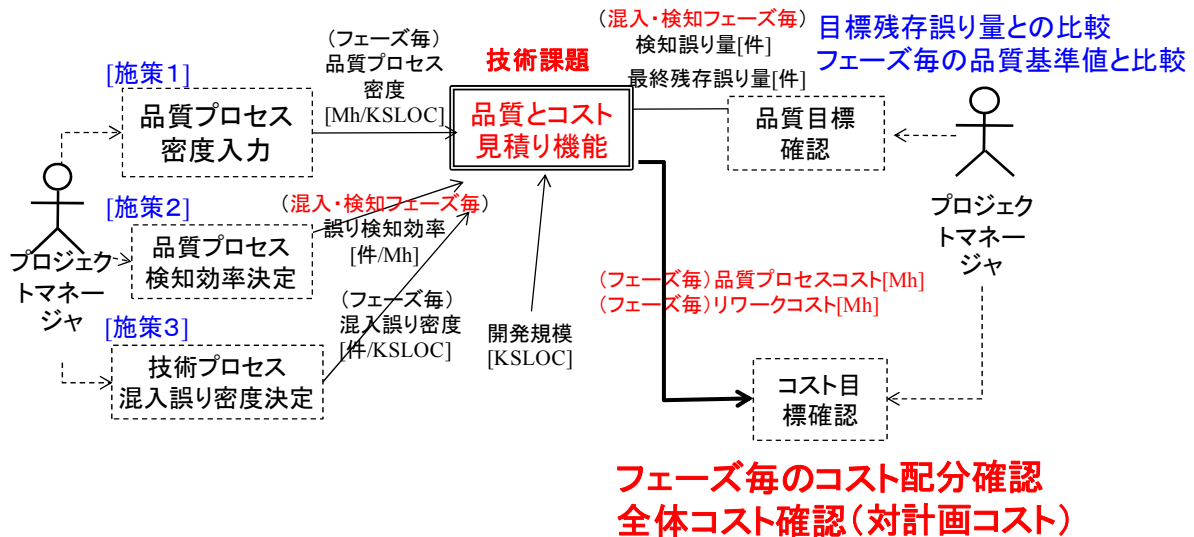 (フェーズ毎)
品質プロセス
密度
[Mh/KSLOC]
技術課題
(混入・検知フェーズ毎)
検知誤り量[件]
最終残存誤り量[件]
目標残存誤り量との比較
フェーズ毎の品質基準値と比較
[施策1]
品質プロセス
密度入力
品質とコスト
見積り機能
品質目標
確認
プロジェク
トマネー
ジャ
[施策2]
品質プロセス
検知効率決定
(混入・検知フェーズ毎)
誤り検知効率
[件/Mh]
プロジェク
トマネー
ジャ
[施策3]
技術プロセス
混入誤り密度決定
(フェーズ毎)
混入誤り密度
[件/KSLOC]
開発規模
[KSLOC]
(フェーズ毎)品質プロセスコスト[Mh]
(フェーズ毎)リワークコスト[Mh]
コスト目
標確認
フェーズ毎のコスト配分確認
全体コスト確認(対計画コスト)